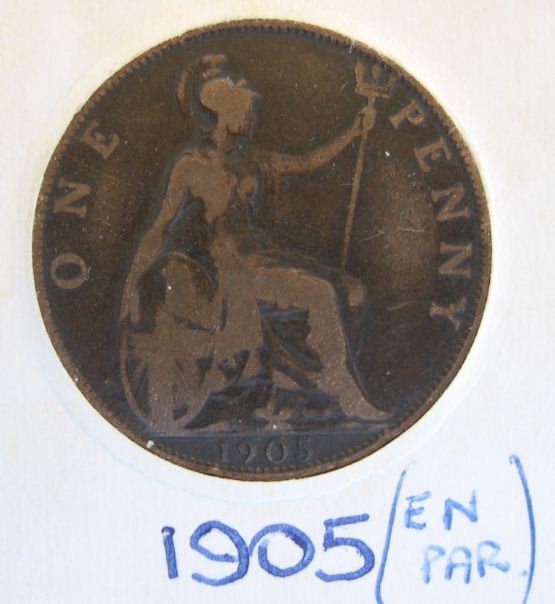 ONE PENNY
1905
1905 (EN
PAR.)